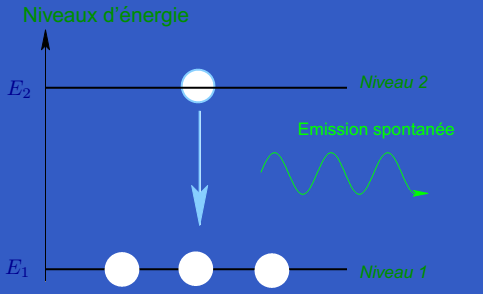 Niveaux d'énergie
E2
Niveau 2
Emission spontanée
E1
Niveau 1